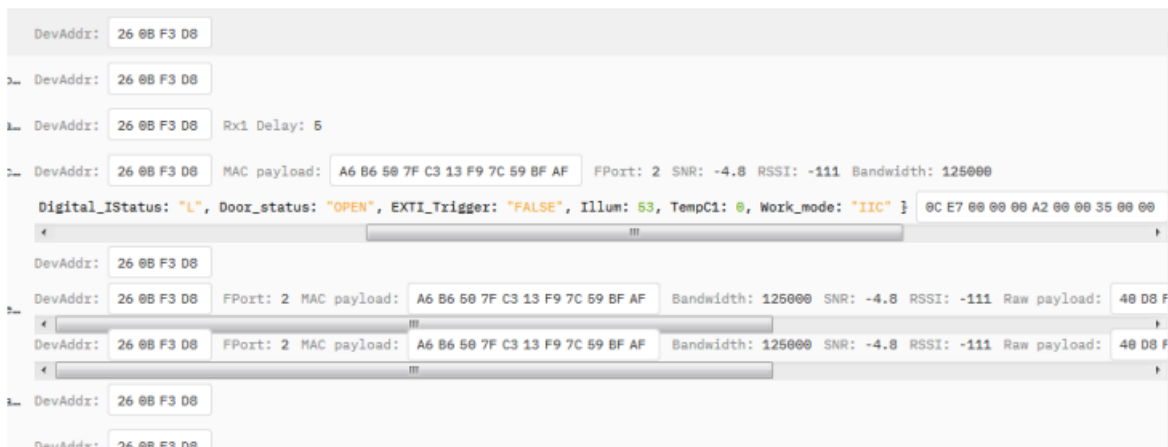 DevAddr: 26 0B F3 D8
DevAddr: 26 0B F3 D8
DevAddr: 26 0B F3 D8 Rx1 Delay: 5
DevAddr: 26 0B F3 D8 MAC payload: A6 B6 50 7F C3 13 F9 7C 59 BF AF FPort: 2 SNR: -4.8 RSSI: -111 Bandwidth: 125000
Digital_IStatus: "L", Door_status: "OPEN", EXTI_Trigger: "FALSE", Illum: 53, TempC1: 0, Work_mode: "IIC" } 0C E7 00 00 00 A2 00 00 35 00 00
DevAddr: 26 0B F3 D8
DevAddr: 26 0B F3 D8 FPort: 2 MAC payload: A6 B6 50 7F C3 13 F9 7C 59 BF AF Bandwidth: 125000 SNR: -4.8 RSSI: -111 Raw payload: 40 D8 F
DevAddr: 26 0B F3 D8 FPort: 2 MAC payload: A6 B6 50 7F C3 13 F9 7C 59 BF AF Bandwidth: 125000 SNR: -4.8 RSSI: -111 Raw payload: 40 D8 F
DevAddr: 26 0B F3 D8
DevAddr: 26 0B F3 D8